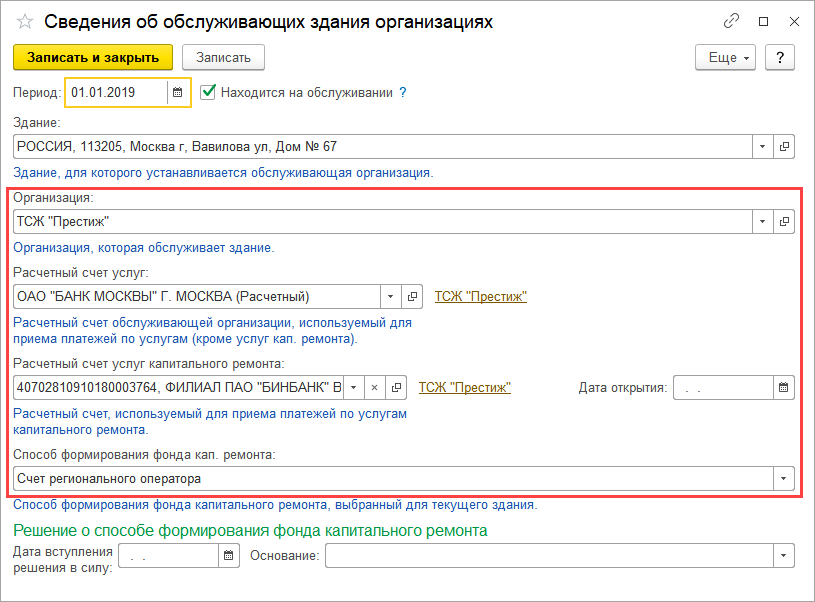 Сведения об обслуживающих здания организациях
Записать и закрыть Записать Еще ?
Период: 01.01.2019 Находится на обслуживании ?
Здание:
РОССИЯ, 113205, Москва г, Вавилова ул, Дом № 67
Здание, для которого устанавливается обслуживающая организация.
Организация:
ТСЖ "Престиж"
Организация, которая обслуживает здание.
Расчетный счет услуг:
ОАО "БАНК МОСКВЫ" Г. МОСКВА (Расчетный) ТСЖ "Престиж"
Расчетный счет обслуживающей организации, используемый для
приема платежей по услугам (кроме услуг кап. ремонта).
Расчетный счет услуг капитального ремонта:
40702810910180003764, ФИЛИАЛ ПАО "БИНБАНК" В ТСЖ "Престиж" Дата открытия: . .
Расчетный счет, используемый для приема платежей по услугам
капитального ремонта.
Способ формирования фонда кап. ремонта:
Счет регионального оператора
Способ формирования фонда капитального ремонта, выбранный для текущего здания.
Решение о способе формирования фонда капитального ремонта
Дата вступления
решения в силу: . . Основание: